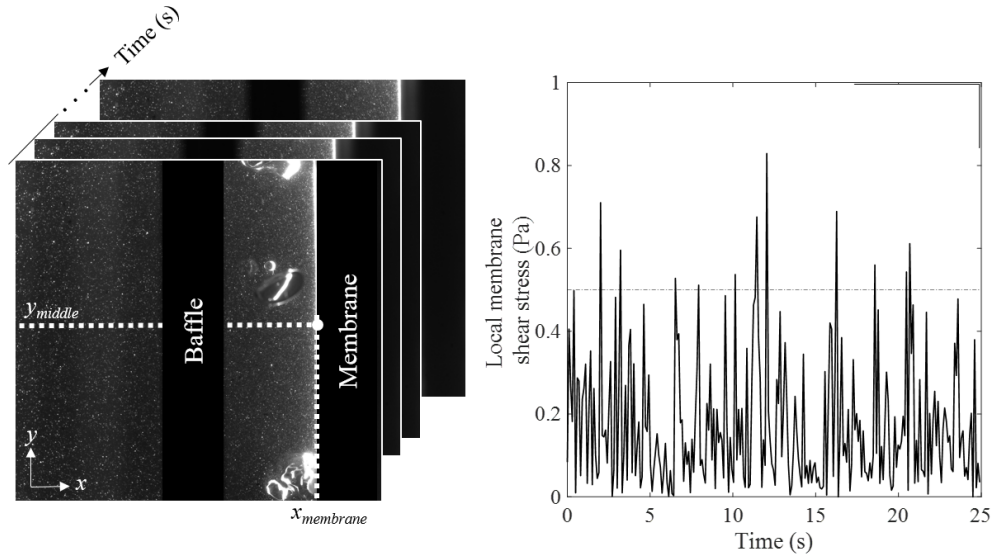 Time (s)
y_middle
Baffle
Membrane
y
x
x_membrane
Local membrane
shear stress (Pa)
1
0.8
0.6
0.4
0.2
0
0 5 10 15 20 25
Time (s)